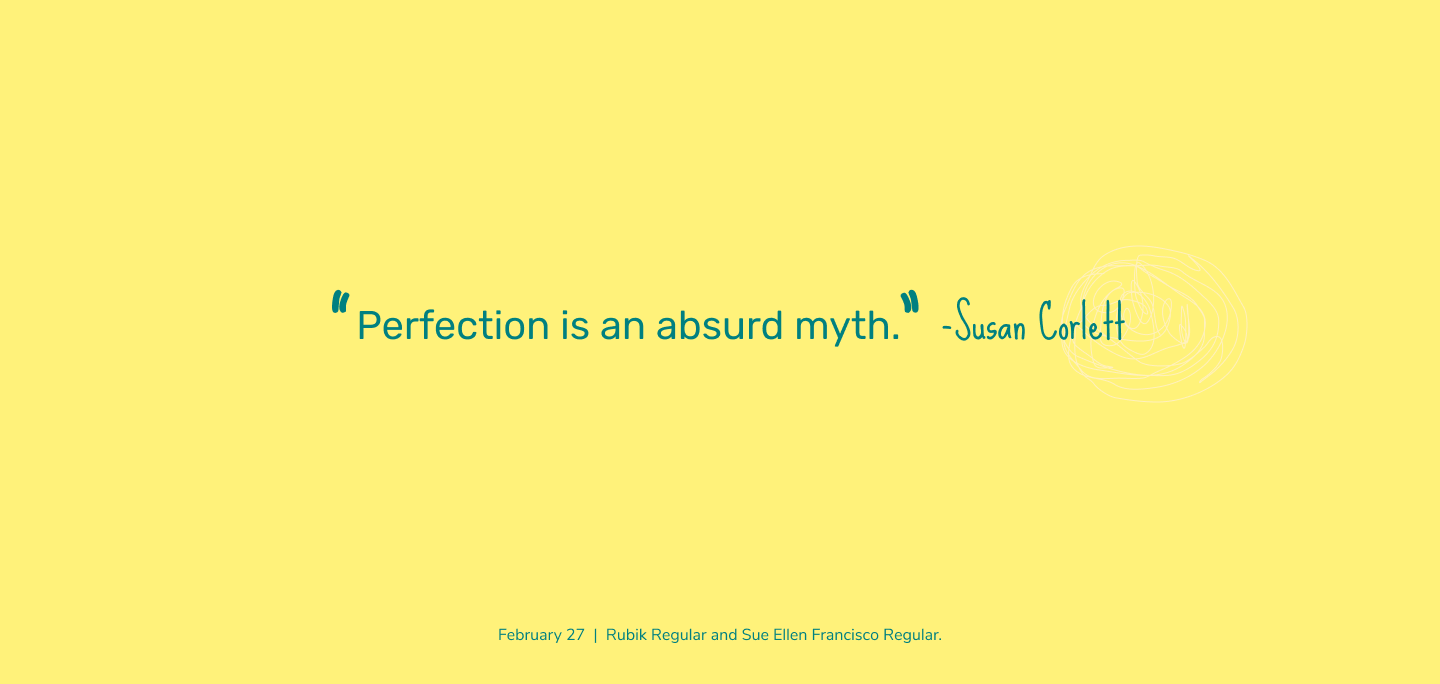 “Perfection is an absurd myth.” -Susan Corlett
February 27 | Rubik Regular and Sue Ellen Francisco Regular.